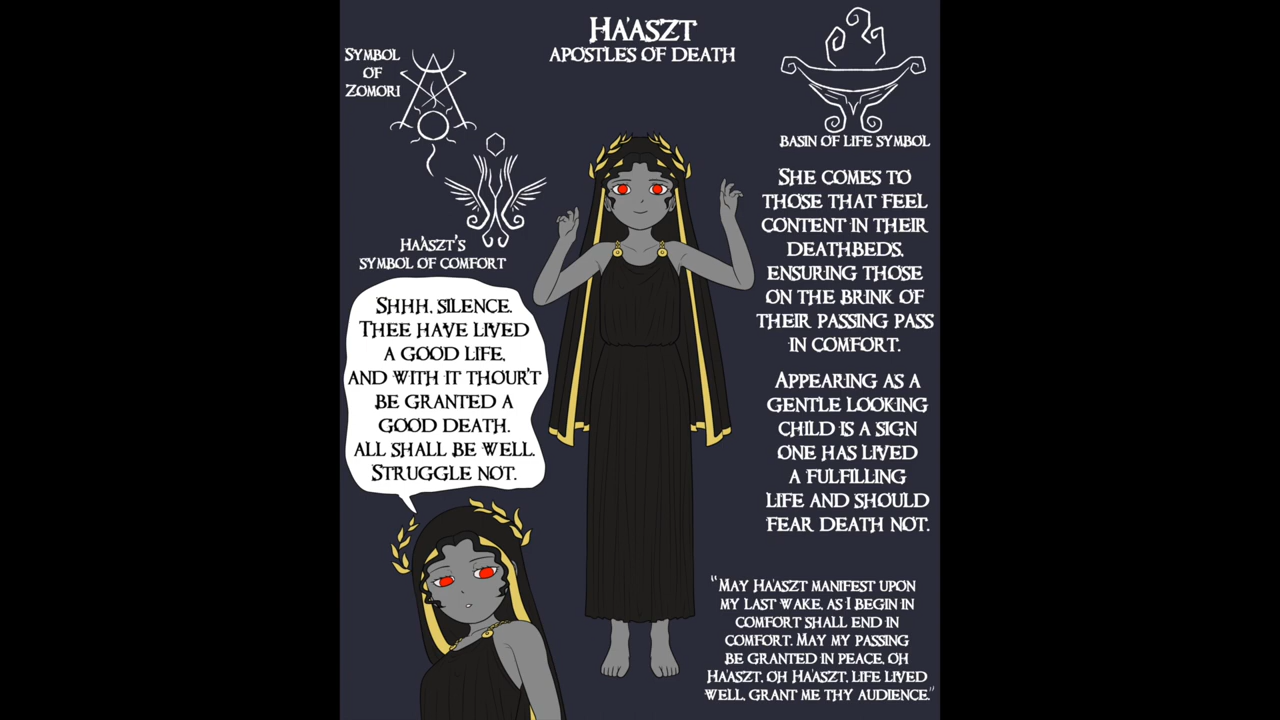 Ha'aszt
Apostles of Death
Symbol
of
Zomori
Basin of Life Symbol
Ha'aszt's
Symbol of Comfort
Shhh, silence.
Thee have lived
a good life,
and with it thour't
be granted a
good death.
All shall be well.
Struggle not.
She comes to
those that feel
content in their
deathbeds,
ensuring those
on the brink of
their passing pass
in comfort.
Appearing as a
gentle looking
child is a sign
one has lived
a fulfilling
life and should
fear death not.
"May Ha'aszt manifest upon
my last wake, as I begin in
comfort shall end in
comfort. May my passing
be granted in peace, oh
Ha'aszt, oh Ha'aszt, life lived
well, grant me thy audience."